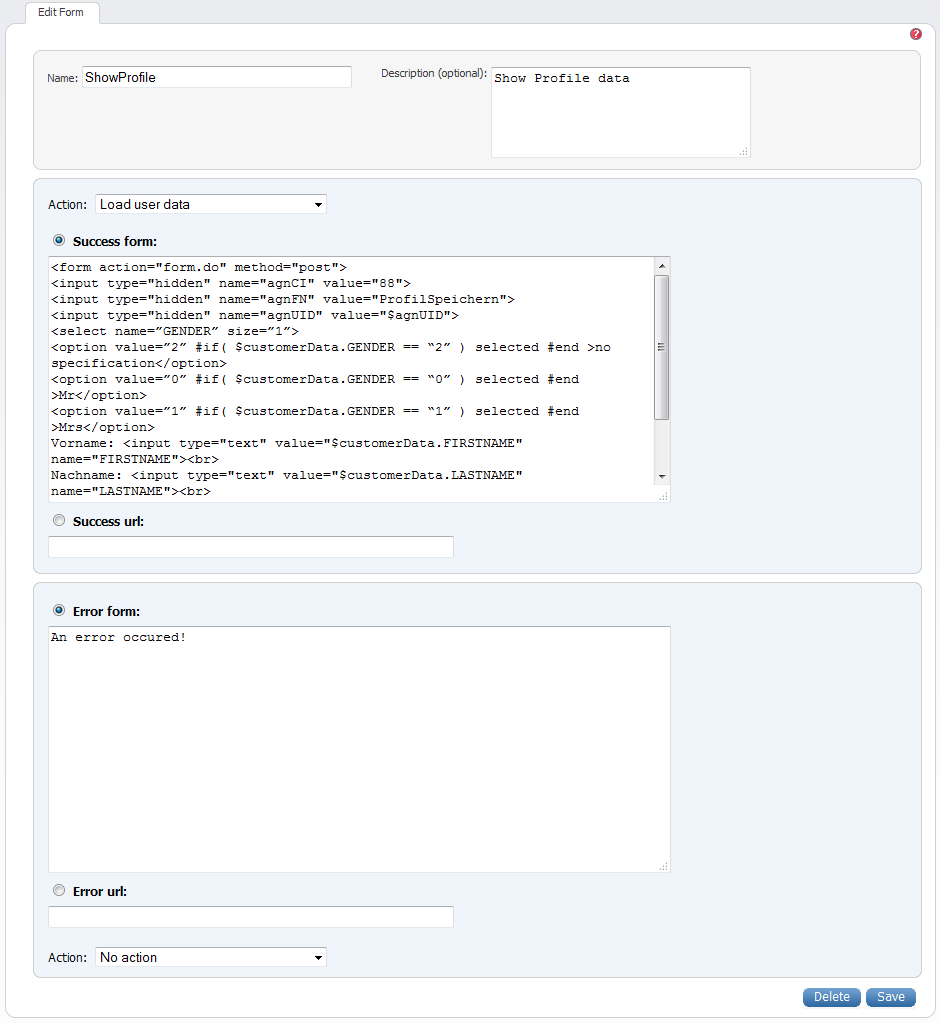 Edit Form
?
Name: ShowProfile
Description (optional): Show Profile data
Action: Load user data
Success form:
<form action="form.do" method="post">
<input type="hidden" name="agnCI" value="88">
<input type="hidden" name="agnFN" value="ProfilSpeichern">
<input type="hidden" name="agnUID" value="$agnUID">
<select name=”GENDER” size=”1”>
<option value=”2” #if( $customerData.GENDER == “2” ) selected #end >no
specification</option>
<option value=”0” #if( $customerData.GENDER == “0” ) selected #end
>Mr</option>
<option value=”1” #if( $customerData.GENDER == “1” ) selected #end
>Mrs</option>
Vorname: <input type="text" value="$customerData.FIRSTNAME"
name="FIRSTNAME"><br>
Nachname: <input type="text" value="$customerData.LASTNAME"
name="LASTNAME"><br>
Success url:
Error form:
An error occured!
Error url:
Action: No action
Delete Save